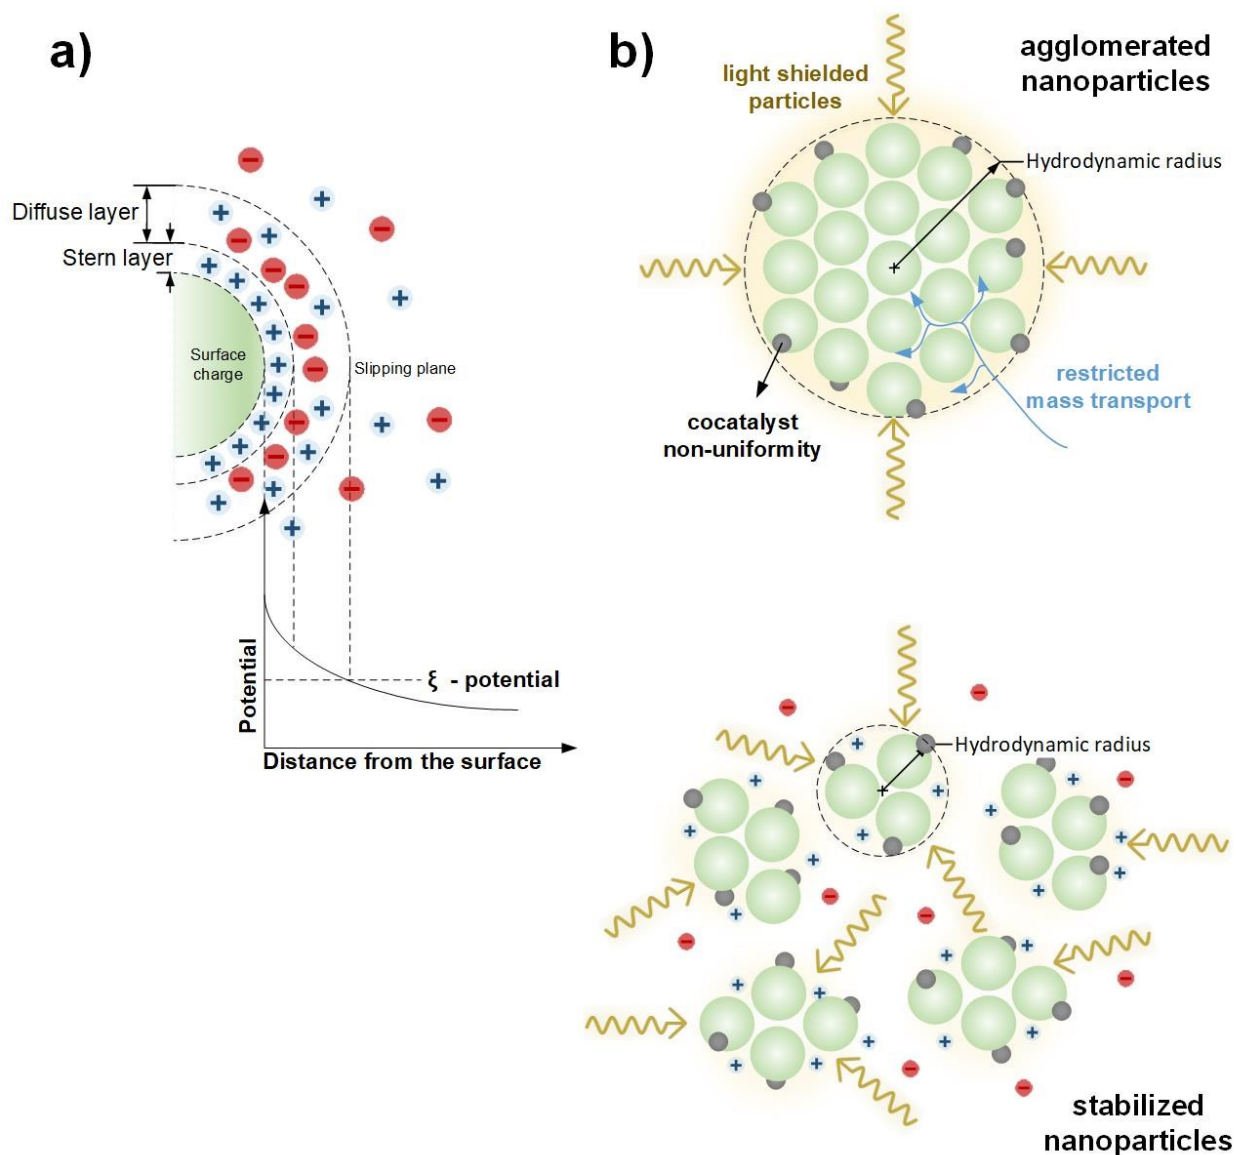 a)
Diffuse layer
Stern layer
Surface
charge
Slipping plane
Potential
ξ - potential
Distance from the surface
b)
agglomerated
nanoparticles
light shielded
particles
Hydrodynamic radius
restricted
mass transport
cocatalyst
non-uniformity
Hydrodynamic radius
stabilized
nanoparticles